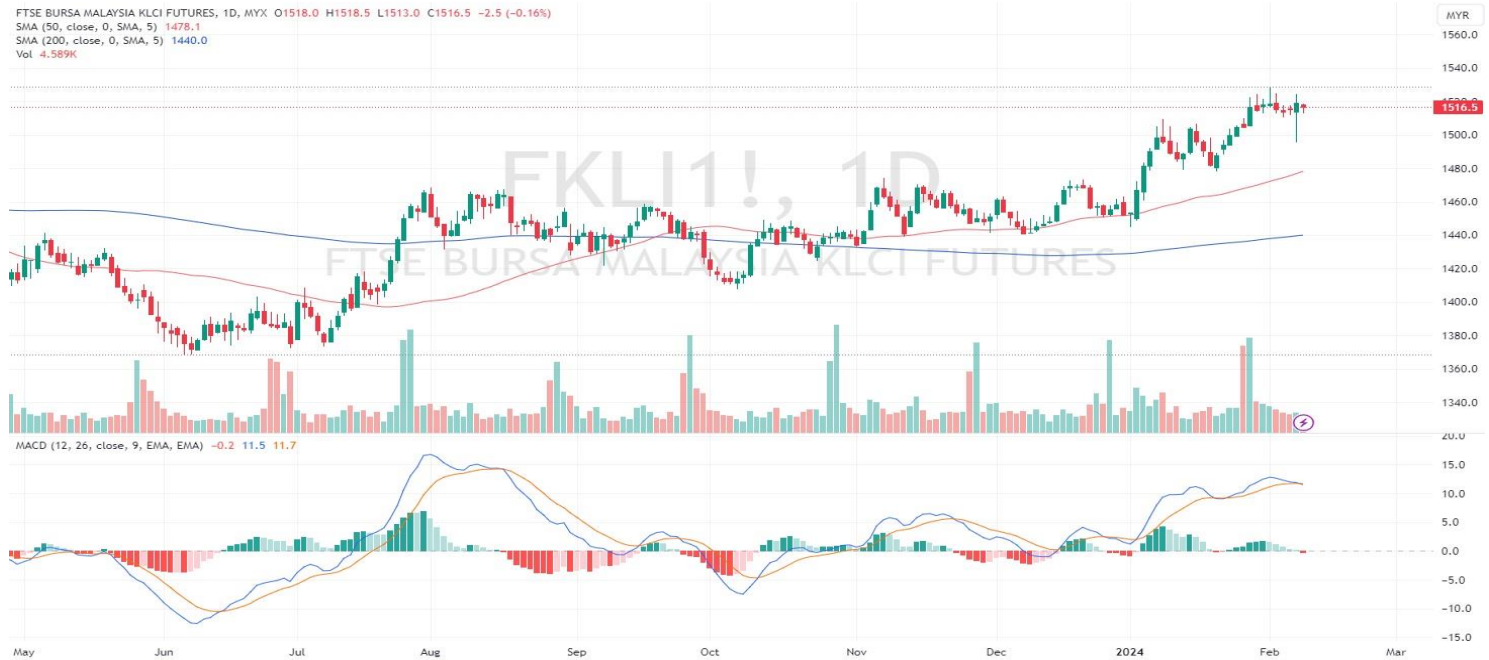 FTSE BURSA MALAYSIA KLCI FUTURES, 1D, MYX O1518.0 H1518.5 L1513.0 C1516.5 −2.5 (−0.16%)
SMA (50, close, 0, SMA, 5) 1478.1
SMA (200, close, 0, SMA, 5) 1440.0
Vol 4.589K
MYR
1560.0
1540.0
1520.0
1516.5
1500.0
1480.0
1460.0
1440.0
1420.0
1400.0
1380.0
1360.0
1340.0
FKLI1!, 1D
FTSE BURSA MALAYSIA KLCI FUTURES
MACD (12, 26, close, 9, EMA, EMA) −0.2 11.5 11.7
20.0
15.0
10.0
5.0
0.0
−5.0
−10.0
−15.0
May Jun Jul Aug Sep Oct Nov Dec 2024 Feb Mar